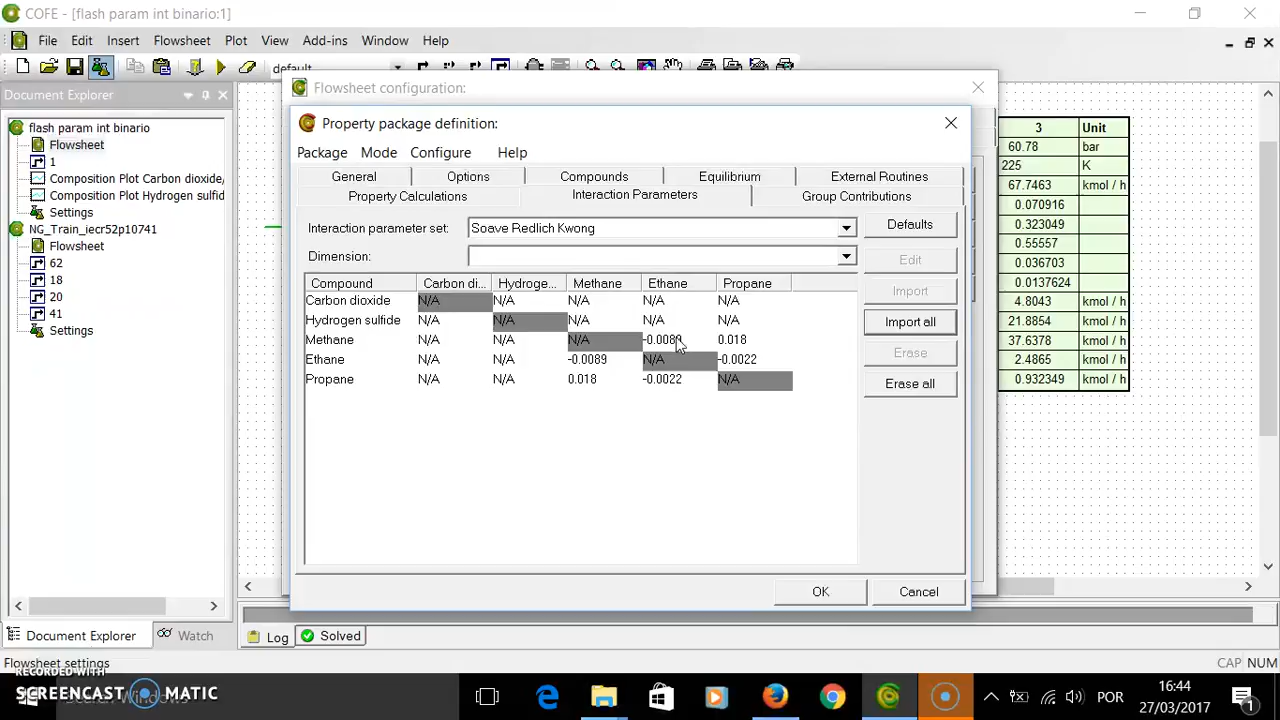 COFE - [flash param int binario:1]
File Edit Insert Flowsheet Plot View Add-ins Window Help
default
Document Explorer
flash param int binario
Flowsheet
1
Composition Plot Carbon dioxide,
Composition Plot Hydrogen sulfid
Settings
NG_Train_iecr52p10741
Flowsheet
62
18
20
41
Settings
Document Explorer Watch
Flowsheet configuration:
Property package definition:
Package Mode Configure Help
General Options Compounds Equilibrium External Routines
Property Calculations Interaction Parameters Group Contributions
Interaction parameter set: Soave Redlich Kwong Defaults
Dimension: Edit
Import
Import all
Erase
Erase all
Compound Carbon di... Hydroge... Methane Ethane Propane
Carbon dioxide N/A N/A N/A N/A N/A
Hydrogen sulfide N/A N/A N/A N/A N/A
Methane N/A N/A N/A -0.0089 0.018
Ethane N/A N/A -0.0089 N/A -0.0022
Propane N/A N/A 0.018 -0.0022 N/A
OK Cancel
3 Unit
60.78 bar
225 K
67.7463 kmol / h
0.070916
0.323049
0.55557
0.036703
0.0137624
4.8043 kmol / h
21.8854 kmol / h
37.6378 kmol / h
2.4865 kmol / h
0.932349 kmol / h
Log Solved
Flowsheet settings CAP NUM
RECORDED WITH
SCREENCAST MATIC
Search Windows
POR
16:44
27/03/2017
1